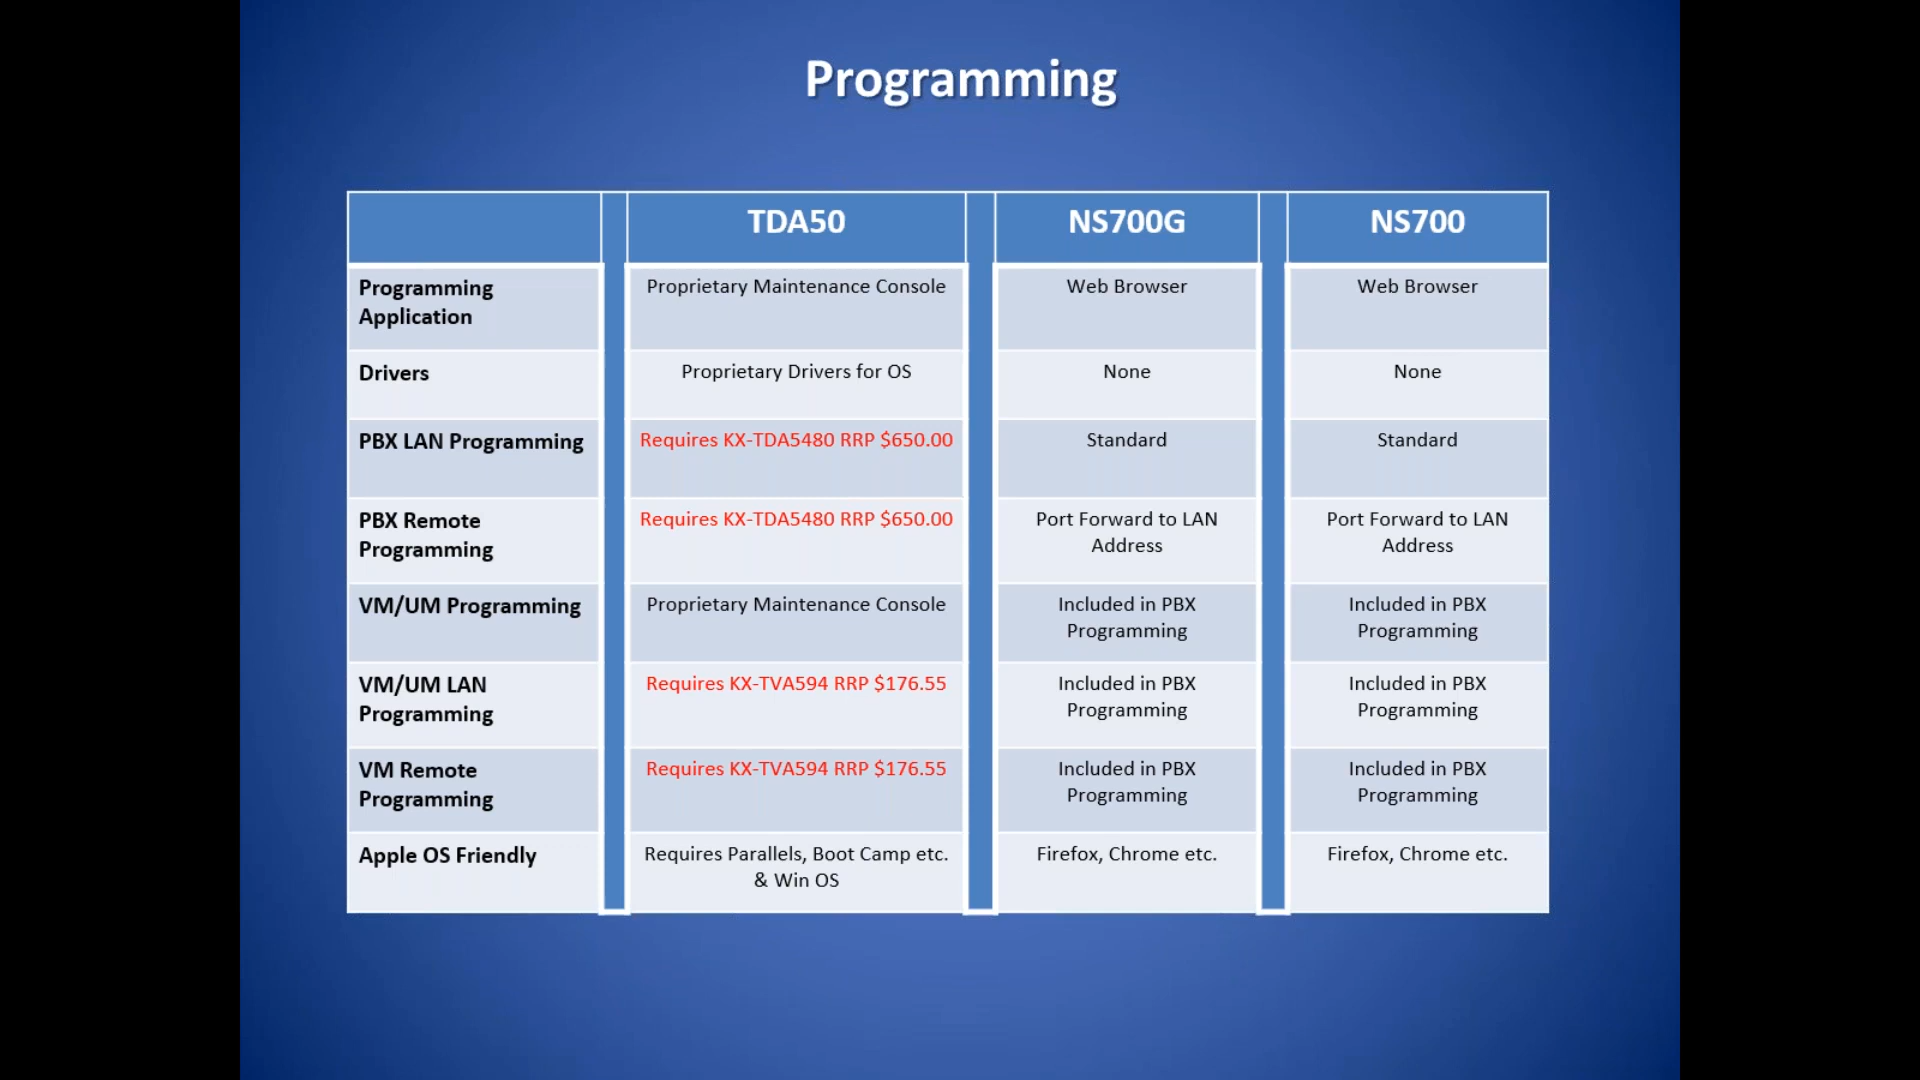 Programming
TDA50 NS700G NS700
Programming Application Proprietary Maintenance Console Web Browser Web Browser
Drivers Proprietary Drivers for OS None None
PBX LAN Programming Requires KX-TDA5480 RRP $650.00 Standard Standard
PBX Remote Programming Requires KX-TDA5480 RRP $650.00 Port Forward to LAN Address Port Forward to LAN Address
VM/UM Programming Proprietary Maintenance Console Included in PBX Programming Included in PBX Programming
VM/UM LAN Programming Requires KX-TVA594 RRP $176.55 Included in PBX Programming Included in PBX Programming
VM Remote Programming Requires KX-TVA594 RRP $176.55 Included in PBX Programming Included in PBX Programming
Apple OS Friendly Requires Parallels, Boot Camp etc. & Win OS Firefox, Chrome etc. Firefox, Chrome etc.